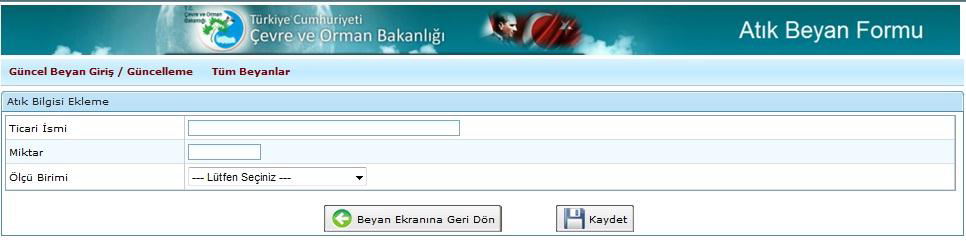 T.C.
Çevre ve Orman
Bakanlığı
Türkiye Cumhuriyeti
Çevre ve Orman Bakanlığı
Atık Beyan Formu
Güncel Beyan Giriş / Güncelleme Tüm Beyanlar
Atık Bilgisi Ekleme
Ticari İsmi
Miktar
Ölçü Birimi --- Lütfen Seçiniz ---
Beyan Ekranına Geri Dön Kaydet